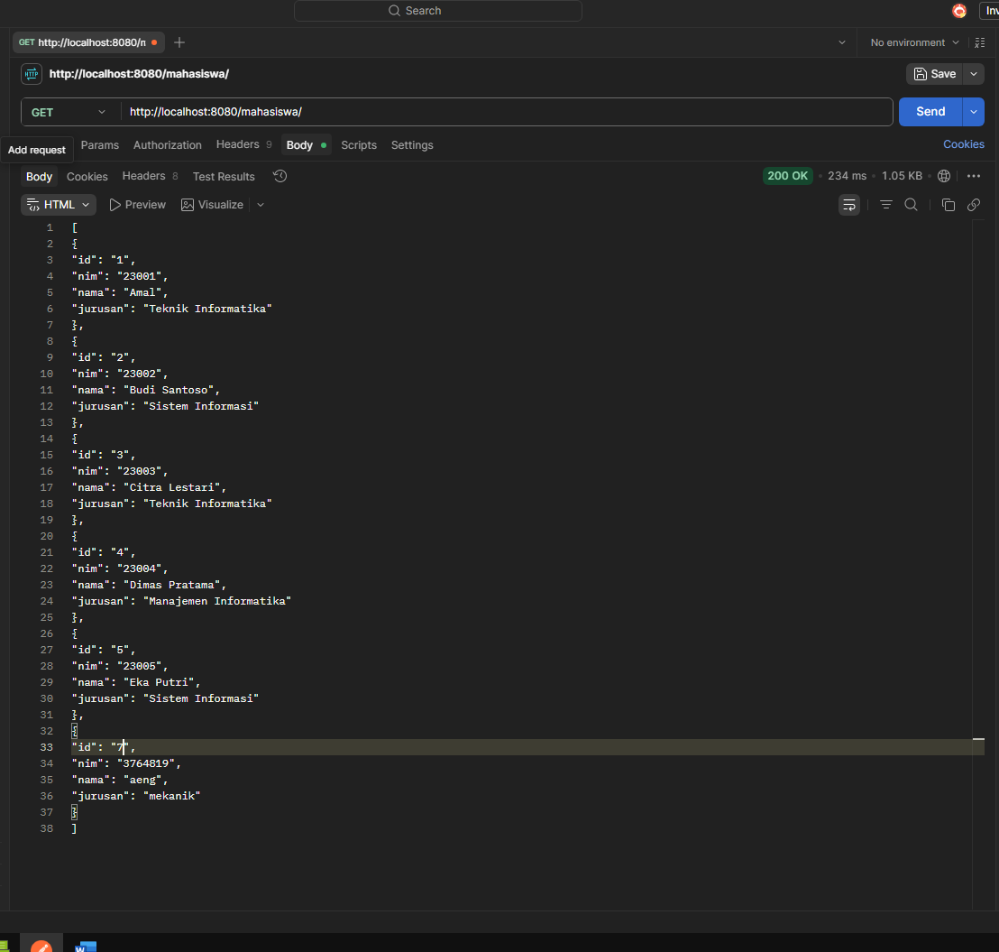 Search
Inv
GET http://localhost:8080/n
No environment
HTTP http://localhost:8080/mahasiswa/
Save
GET http://localhost:8080/mahasiswa/
Send
Add request
Params Authorization Headers 9 Body Scripts Settings
Cookies
Body Cookies Headers 8 Test Results
200 OK 234 ms 1.05 KB
HTML Preview Visualize
1 [
2 {
3 "id": "1",
4 "nim": "23001",
5 "nama": "Amal",
6 "jurusan": "Teknik Informatika"
7 },
8 {
9 "id": "2",
10 "nim": "23002",
11 "nama": "Budi Santoso",
12 "jurusan": "Sistem Informasi"
13 },
14 {
15 "id": "3",
16 "nim": "23003",
17 "nama": "Citra Lestari",
18 "jurusan": "Teknik Informatika"
19 },
20 {
21 "id": "4",
22 "nim": "23004",
23 "nama": "Dimas Pratama",
24 "jurusan": "Manajemen Informatika"
25 },
26 {
27 "id": "5",
28 "nim": "23005",
29 "nama": "Eka Putri",
30 "jurusan": "Sistem Informasi"
31 },
32 {
33 "id": "7",
34 "nim": "3764819",
35 "nama": "aeng",
36 "jurusan": "mekanik"
37 }
38 ]
W